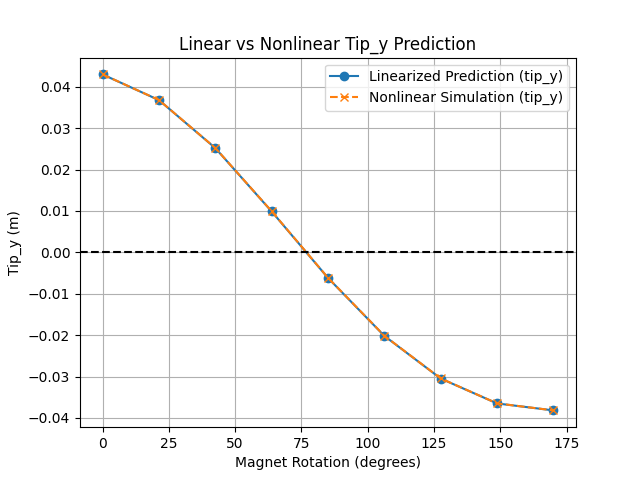 Linear vs Nonlinear Tip_y Prediction
Linearized Prediction (tip_y)
Nonlinear Simulation (tip_y)
Tip_y (m)
0.04
0.03
0.02
0.01
0.00
−0.01
−0.02
−0.03
−0.04
0 25 50 75 100 125 150 175
Magnet Rotation (degrees)